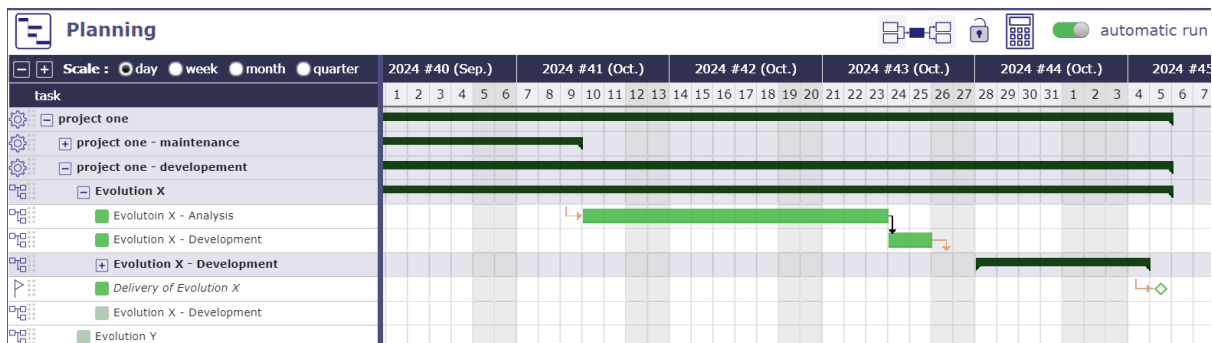 Planning
automatic run
Scale : day week month quarter
2024 #40 (Sep.) 2024 #41 (Oct.) 2024 #42 (Oct.) 2024 #43 (Oct.) 2024 #44 (Oct.) 2024 #45
task
1 2 3 4 5 6 7 8 9 10 11 12 13 14 15 16 17 18 19 20 21 22 23 24 25 26 27 28 29 30 31 1 2 3 4 5 6 7
project one
project one - maintenance
project one - developement
Evolution X
Evolutoin X - Analysis
Evolution X - Development
Evolution X - Development
Delivery of Evolution X
Evolution X - Development
Evolution Y